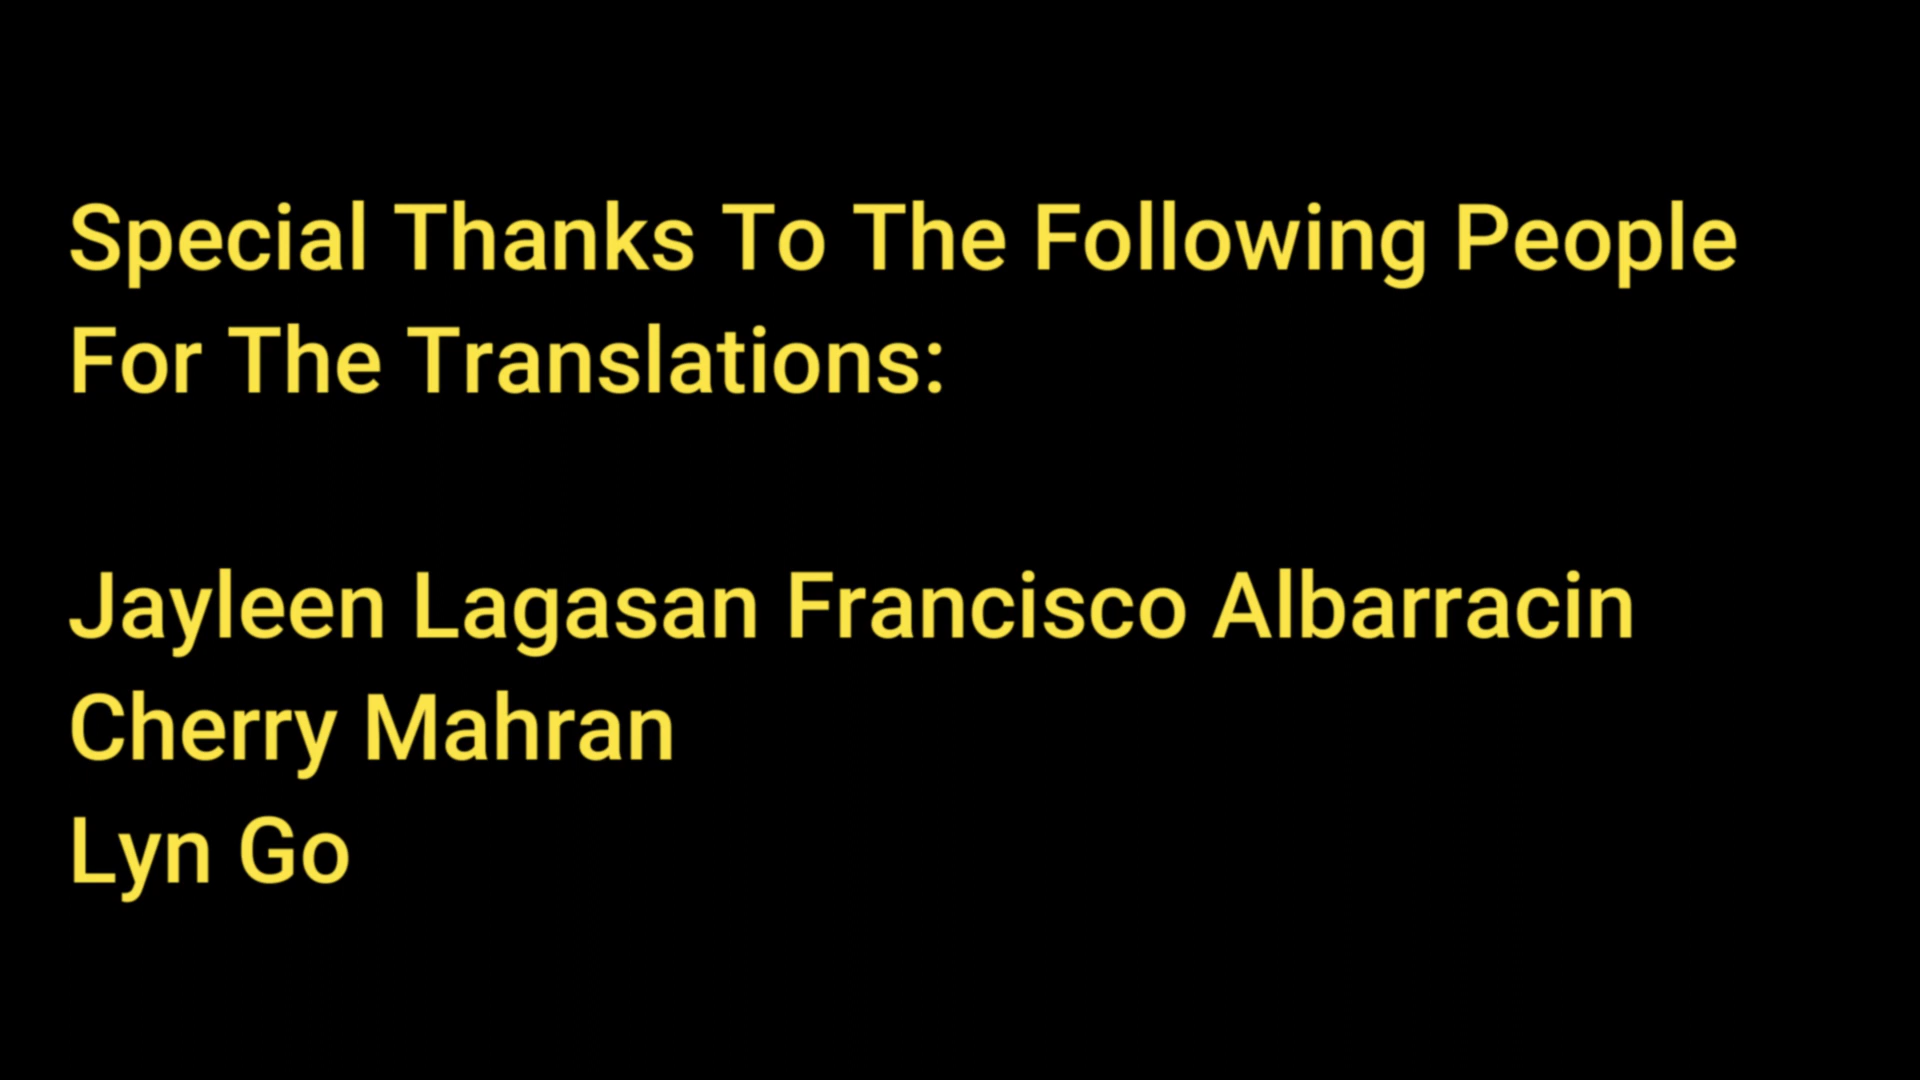 Special Thanks To The Following People
For The Translations:
Jayleen Lagasan Francisco Albarracin
Cherry Mahran
Lyn Go